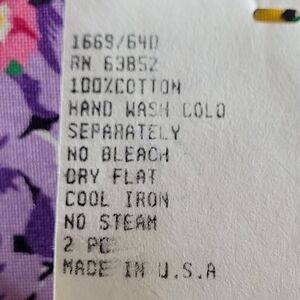 1669/640
RN 63852
100%COTTON
HAND WASH COLD
SEPARATELY
NO BLEACH
DRY FLAT
COOL IRON
NO STEAM
2 PC
MADE IN U.S.A